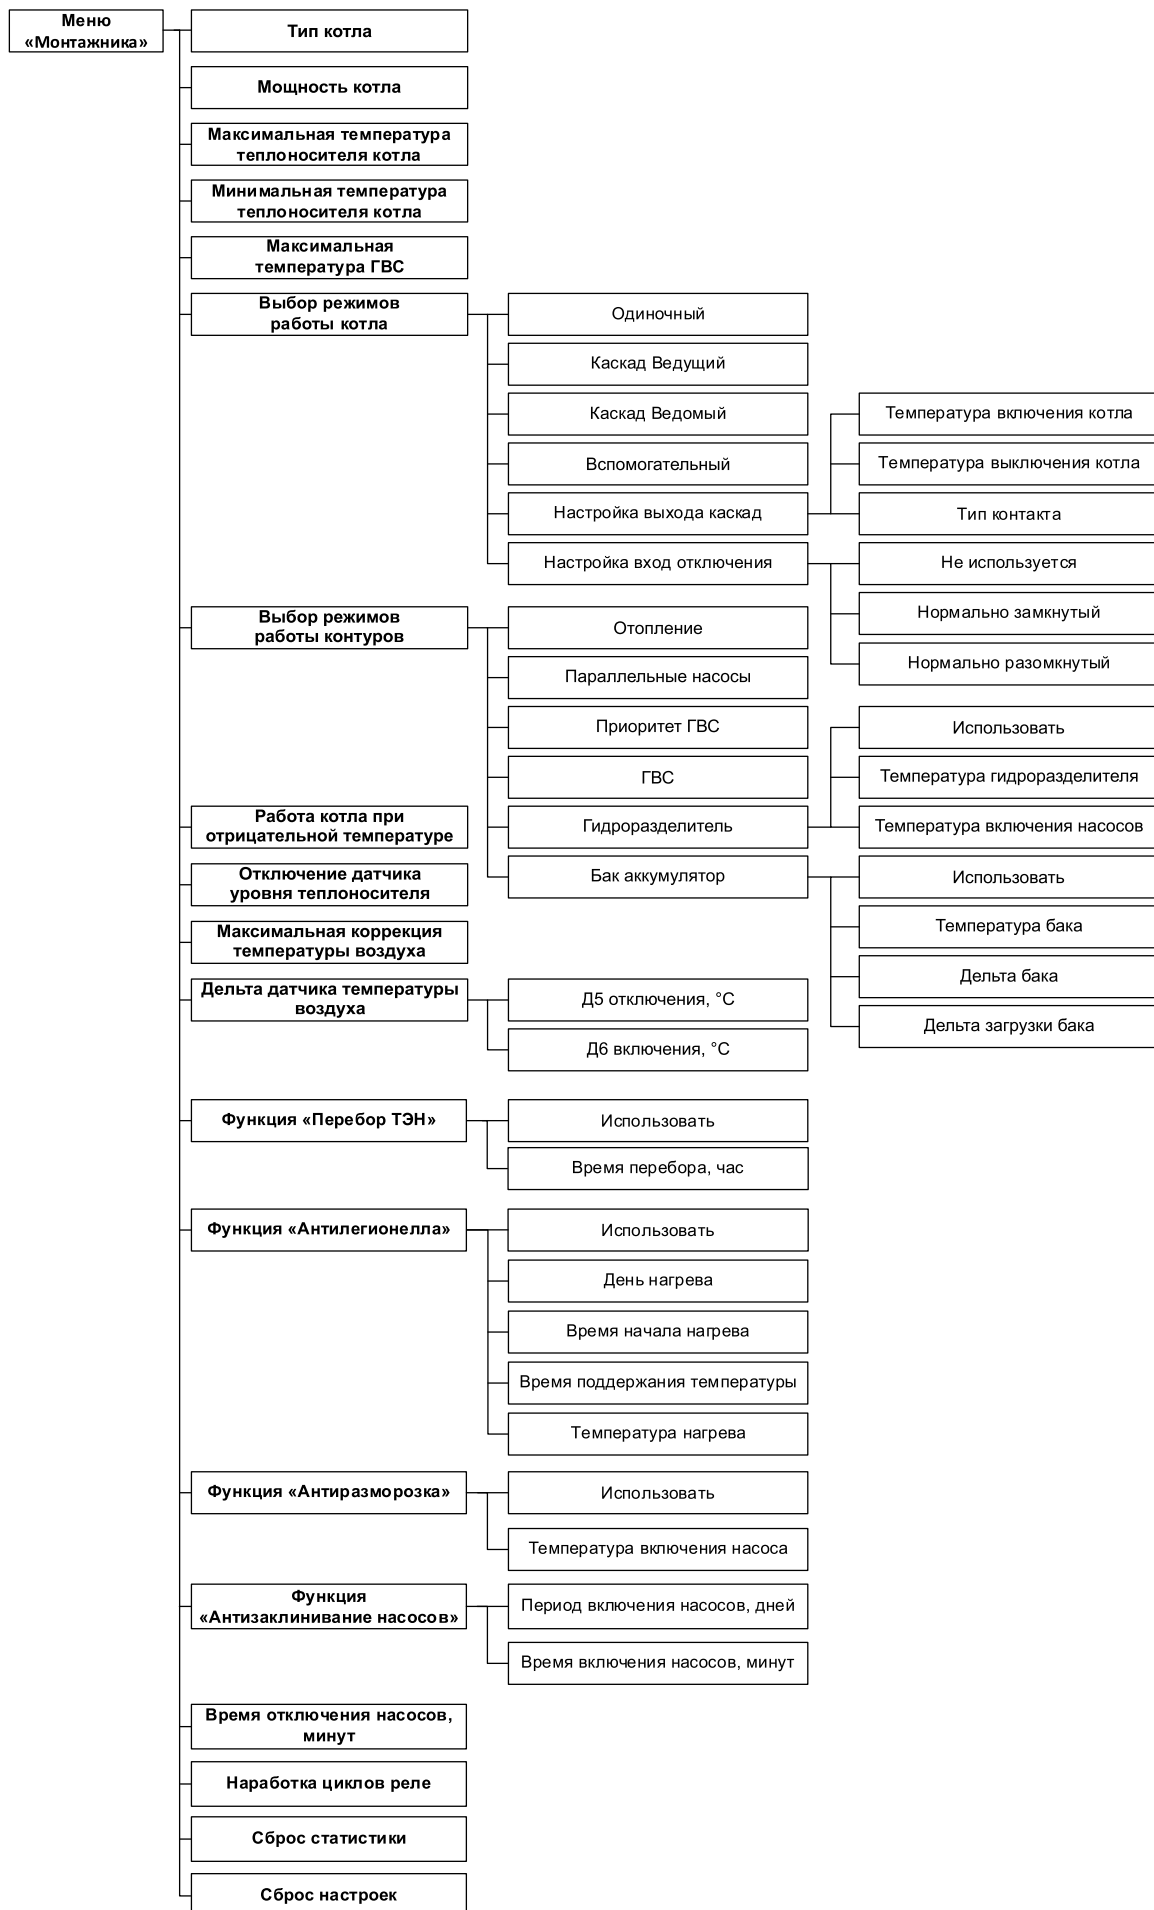 Меню
«Монтажника»
Тип котла
Мощность котла
Максимальная температура
теплоносителя котла
Минимальная температура
теплоносителя котла
Максимальная
температура ГВС
Выбор режимов
работы котла
Одиночный
Каскад Ведущий
Каскад Ведомый
Вспомогательный
Настройка выхода каскад
Температура включения котла
Температура выключения котла
Тип контакта
Настройка вход отключения
Не используется
Нормально замкнутый
Нормально разомкнутый
Выбор режимов
работы контуров
Отопление
Параллельные насосы
Приоритет ГВС
ГВС
Гидроразделитель
Использовать
Температура гидроразделителя
Температура включения насосов
Бак аккумулятор
Использовать
Температура бака
Дельта бака
Дельта загрузки бака
Работа котла при
отрицательной температуре
Отключение датчика
уровня теплоносителя
Максимальная коррекция
температуры воздуха
Дельта датчика температуры
воздуха
Д5 отключения, °С
Д6 включения, °С
Функция «Перебор ТЭН»
Использовать
Время перебора, час
Функция «Антилегионелла»
Использовать
День нагрева
Время начала нагрева
Время поддержания температуры
Температура нагрева
Функция «Антиразморозка»
Использовать
Температура включения насоса
Функция
«Антизаклинивание насосов»
Период включения насосов, дней
Время включения насосов, минут
Время отключения насосов,
минут
Наработка циклов реле
Сброс статистики
Сброс настроек